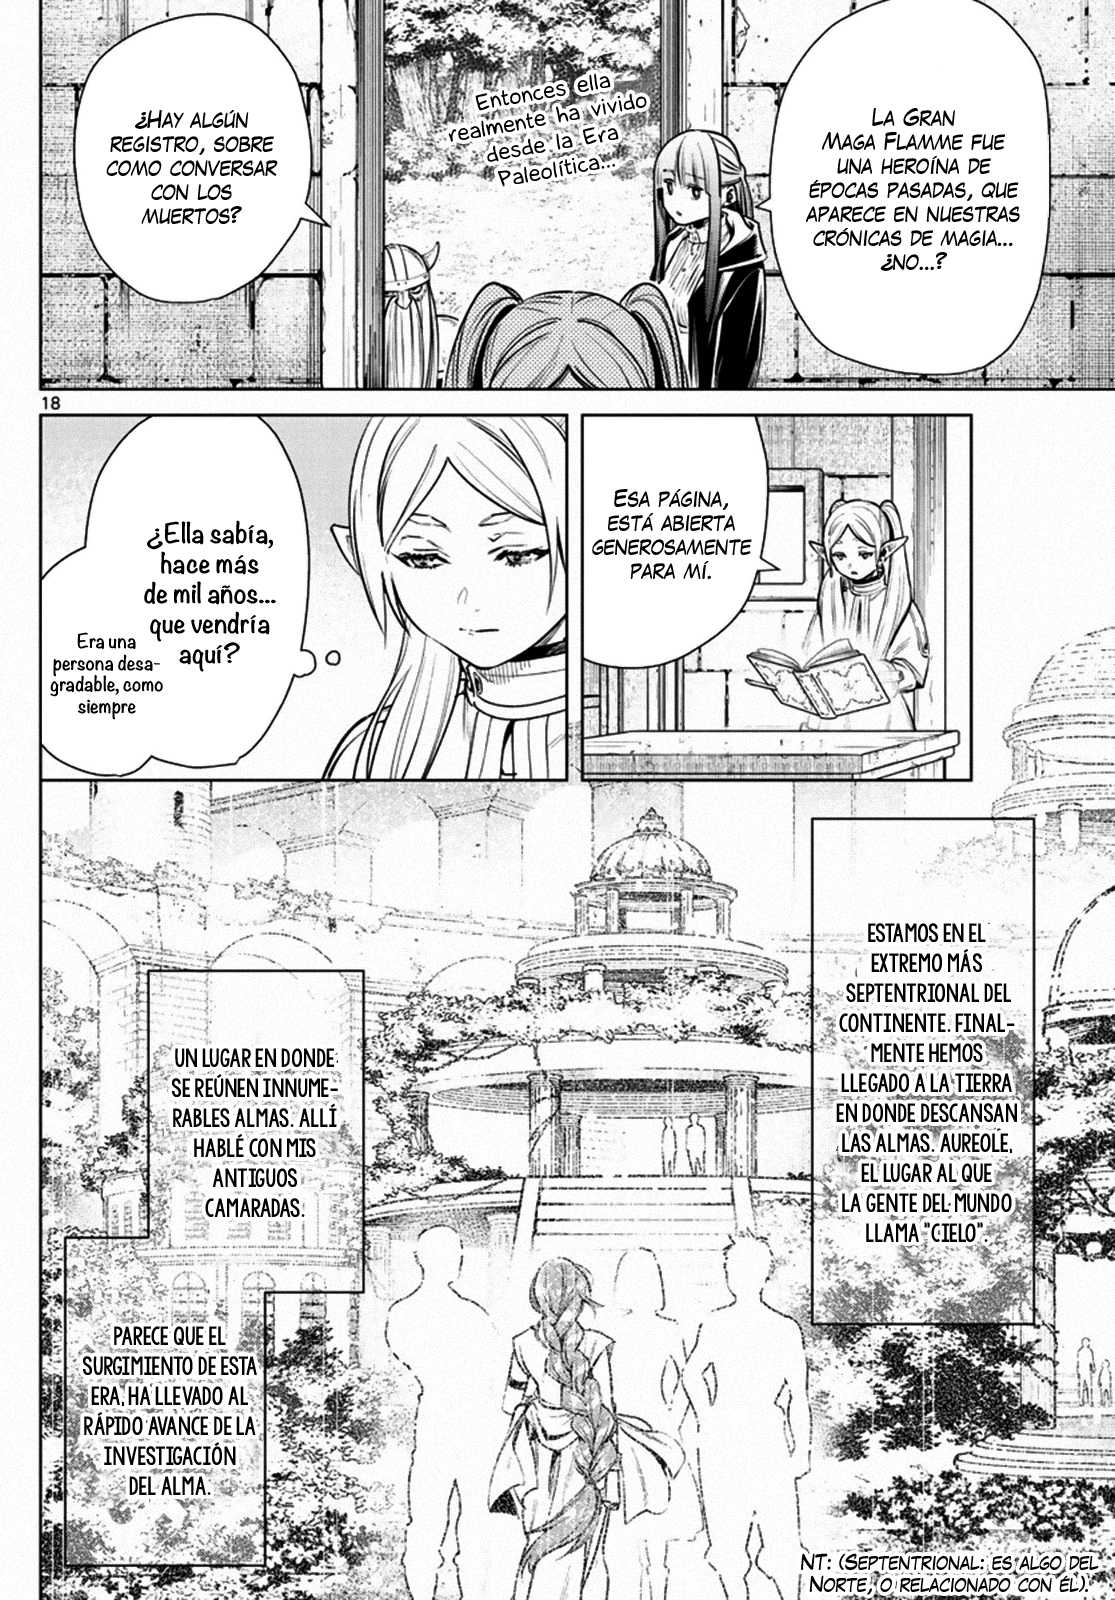 La Gran
Maga Flamme fue
una heroína de
épocas pasadas, que
aparece en nuestras
crónicas de magia...
¿no...?
Entonces ella
realmente ha vivido
desde la Era
Paleolítica...
¿Hay algún
registro, sobre
como conversar
con los
muertos?
18
Esa página,
está abierta
generosamente
para mí.
¿Ella sabía,
hace más
de mil años...
que vendría
aquí?
Era una
persona desa-
gradable, como
siempre
ESTAMOS EN EL
EXTREMO MÁS
SEPTENTRIONAL DEL
CONTINENTE. FINAL-
MENTE HEMOS
LLEGADO A LA TIERRA
EN DONDE DESCANSAN
LAS ALMAS. AUREOLE,
EL LUGAR AL QUE
LA GENTE DEL MUNDO
LLAMA "CIELO".
UN LUGAR EN DONDE
SE REÚNEN INNUME-
RABLES ALMAS. ALLÍ
HABLÉ CON MIS
ANTIGUOS
CAMARADAS.
PARECE QUE EL
SURGIMIENTO DE ESTA
ERA, HA LLEVADO AL
RÁPIDO AVANCE DE LA
INVESTIGACIÓN
DEL ALMA.
NT: (Septentrional: es algo del
Norte, o relacionado con él).